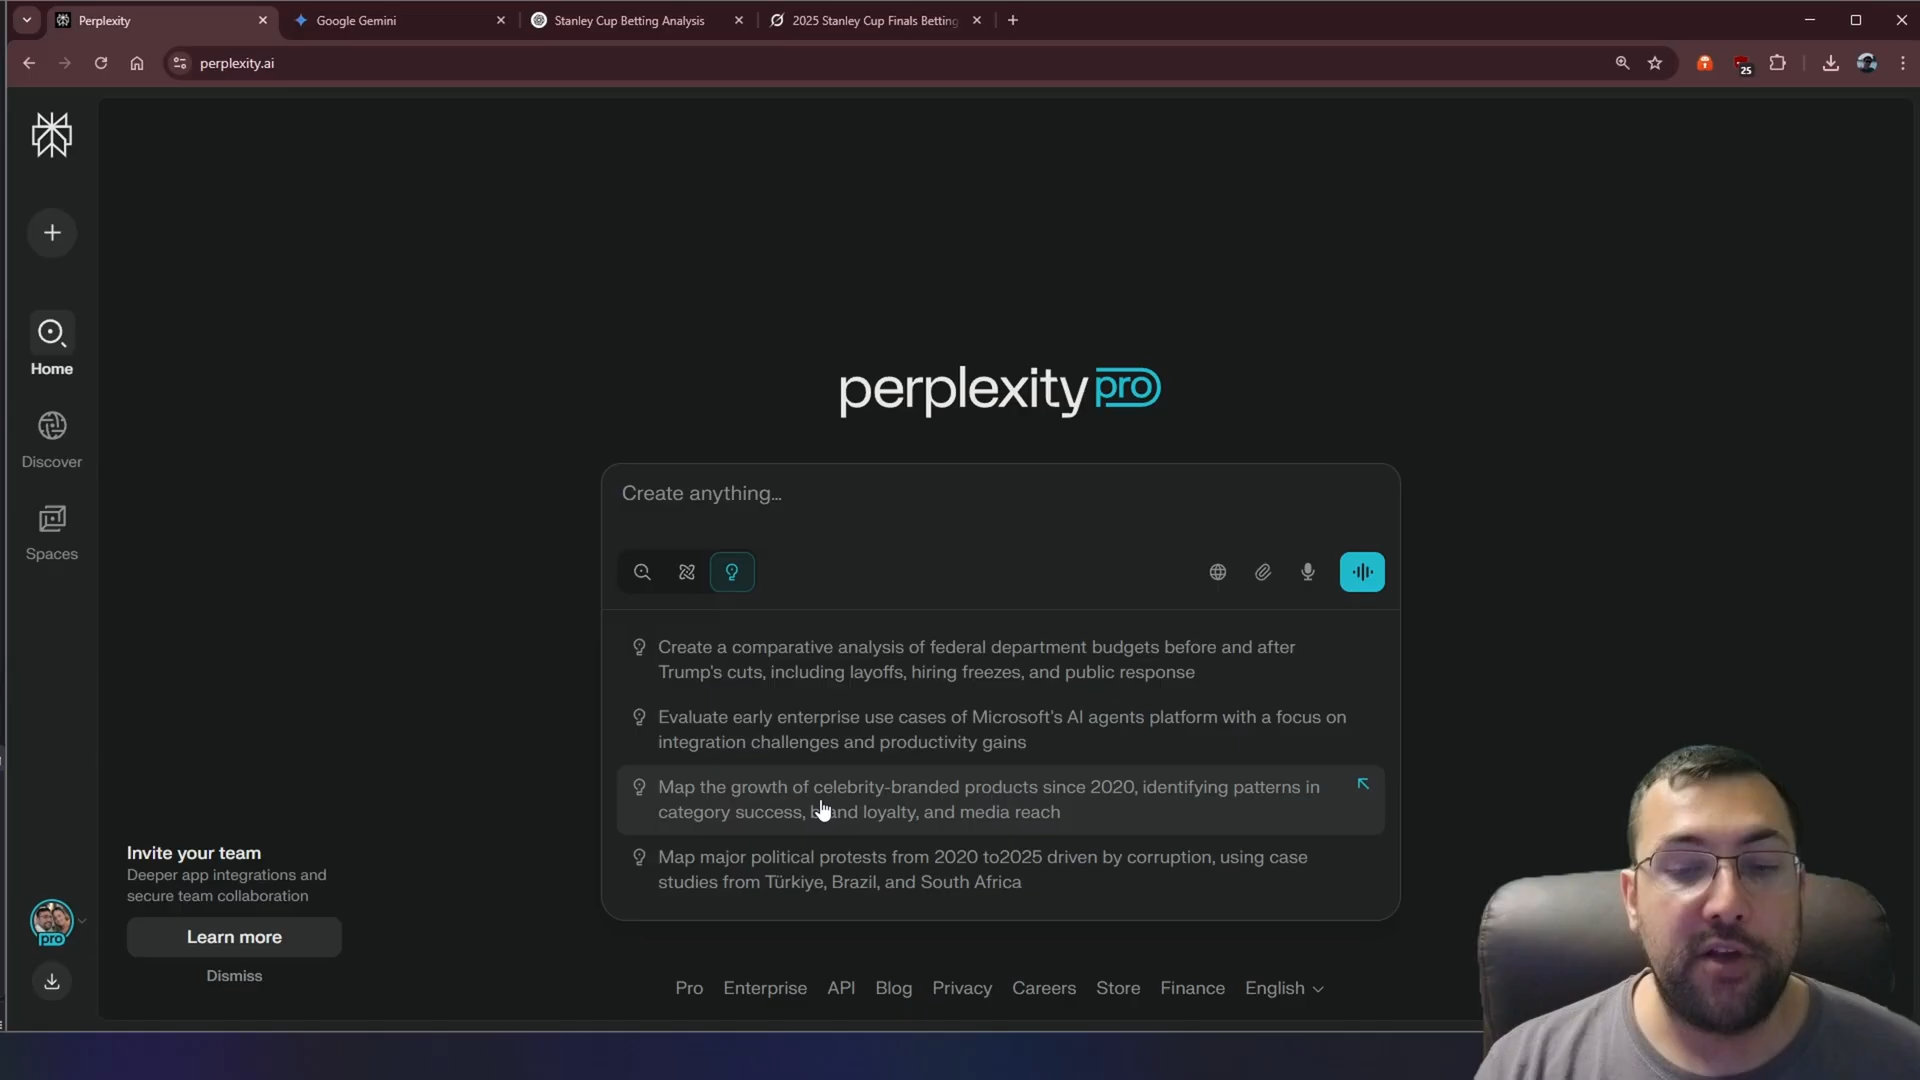 Perplexity
Google Gemini
Stanley Cup Betting Analysis
2025 Stanley Cup Finals Betting
perplexity.ai
25
Home
Discover
Spaces
perplexity pro
Create anything...
Create a comparative analysis of federal department budgets before and after
Trump's cuts, including layoffs, hiring freezes, and public response
Evaluate early enterprise use cases of Microsoft's AI agents platform with a focus on
integration challenges and productivity gains
Map the growth of celebrity-branded products since 2020, identifying patterns in
category success, brand loyalty, and media reach
Map major political protests from 2020 to2025 driven by corruption, using case
studies from Türkiye, Brazil, and South Africa
Invite your team
Deeper app integrations and
secure team collaboration
Learn more
Dismiss
pro
Pro Enterprise API Blog Privacy Careers Store Finance English